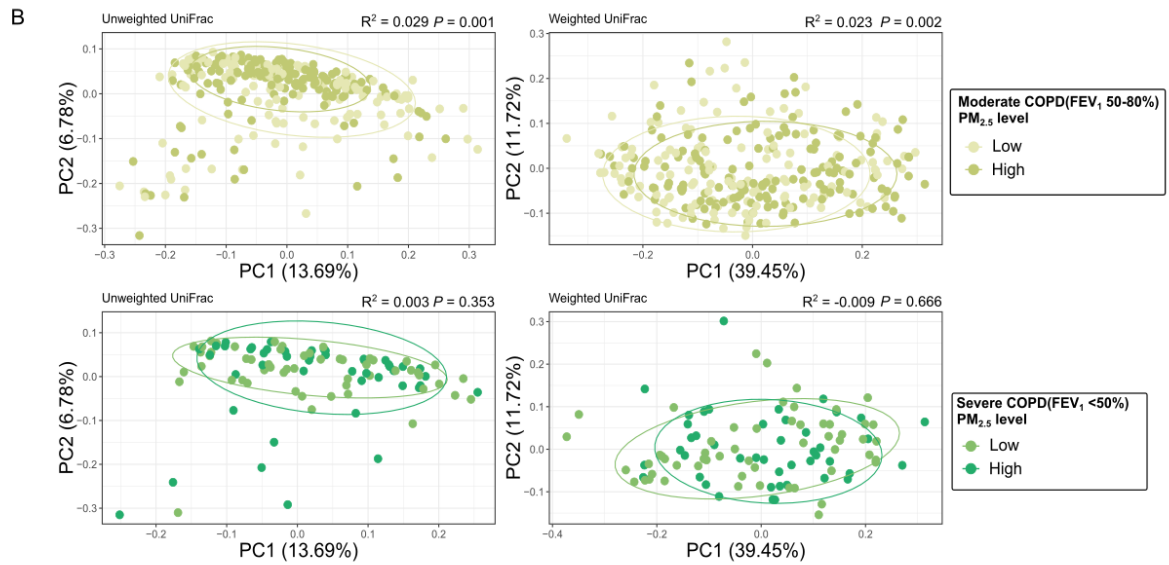 B
Unweighted UniFrac
R² = 0.029 P = 0.001
0.1
0.0
−0.1
−0.2
−0.3
PC2 (6.78%)
−0.3 −0.2 −0.1 0.0 0.1 0.2 0.3
PC1 (13.69%)
Weighted UniFrac
R² = 0.023 P = 0.002
0.3
0.2
0.1
0.0
−0.1
PC2 (11.72%)
−0.4 −0.2 0.0 0.2
PC1 (39.45%)
Moderate COPD(FEV₁ 50-80%)
PM₂.₅ level
Low
High
Unweighted UniFrac
R² = 0.003 P = 0.353
0.1
0.0
−0.1
−0.2
−0.3
PC2 (6.78%)
−0.2 −0.1 0.0 0.1 0.2
PC1 (13.69%)
Weighted UniFrac
R² = -0.009 P = 0.666
0.3
0.2
0.1
0.0
−0.1
PC2 (11.72%)
−0.4 −0.2 0.0 0.2
PC1 (39.45%)
Severe COPD(FEV₁ <50%)
PM₂.₅ level
Low
High